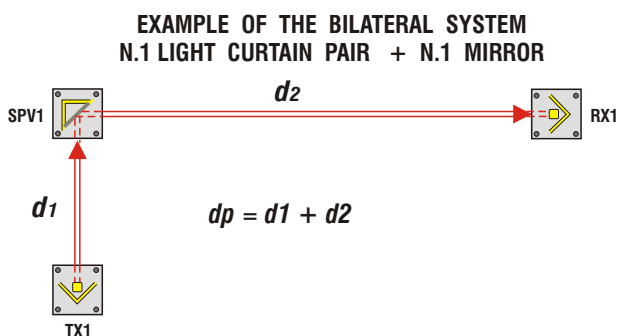 EXAMPLE OF THE BILATERAL SYSTEM
N.1 LIGHT CURTAIN PAIR + N.1 MIRROR
d2
SPV1
RX1
d1
dp = d1 + d2
TX1